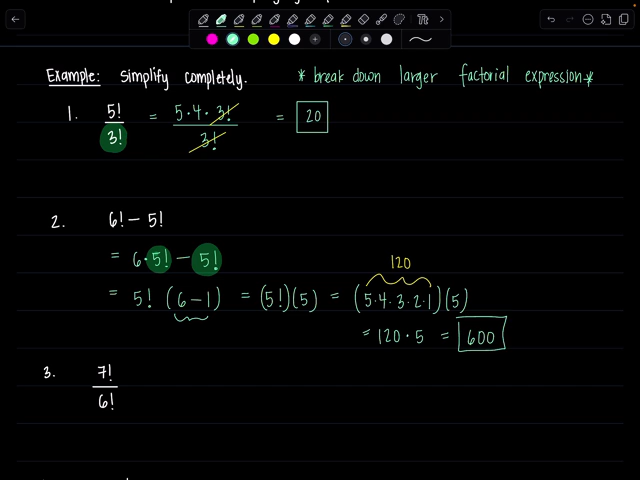 Example: Simplify completely. * break down larger factorial expression *
1. 5!/3! = 5·4·3!/3! = 20
2. 6! − 5!
= 6·5! − 5!
120
= 5! (6−1) = (5!)(5) = (5·4·3·2·1)(5)
= 120 · 5 = 600
3. 7!/6!